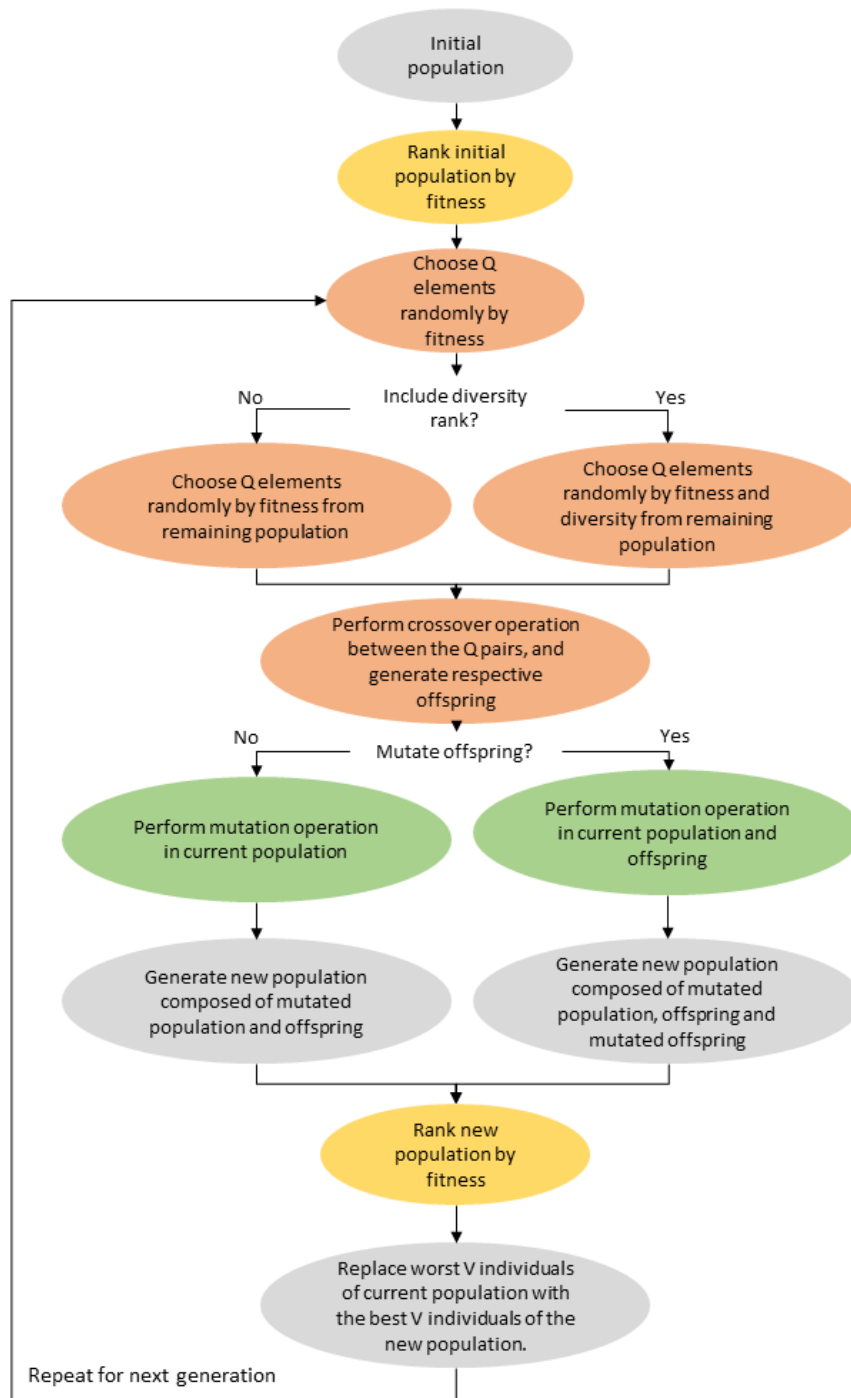 Initial
population
Rank initial
population by
fitness
Choose Q
elements
randomly by
fitness
No
Include diversity
rank?
Yes
Choose Q elements
randomly by fitness from
remaining population
Choose Q elements
randomly by fitness and
diversity from remaining
population
Perform crossover operation
between the Q pairs, and
generate respective
offspring
No
Mutate offspring?
Yes
Perform mutation operation
in current population
Perform mutation operation
in current population and
offspring
Generate new population
composed of mutated
population and offspring
Generate new population
composed of mutated
population, offspring and
mutated offspring
Rank new
population by
fitness
Replace worst V individuals
of current population with
the best V individuals of the
new population.
Repeat for next generation